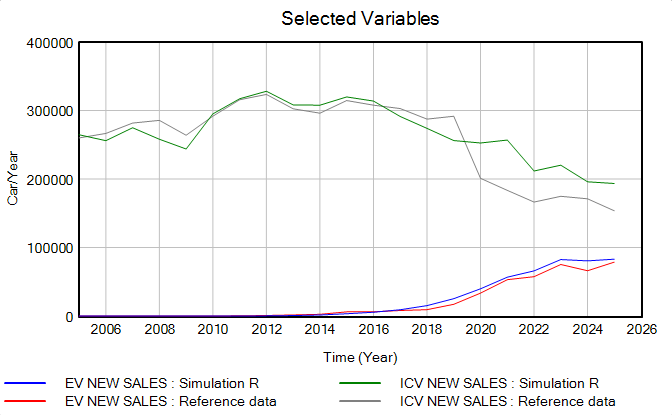 Selected Variables
400000
300000
200000
100000
0
Car/Year
2006 2008 2010 2012 2014 2016 2018 2020 2022 2024 2026
Time (Year)
EV NEW SALES : Simulation R ICV NEW SALES : Simulation R
EV NEW SALES : Reference data ICV NEW SALES : Reference data